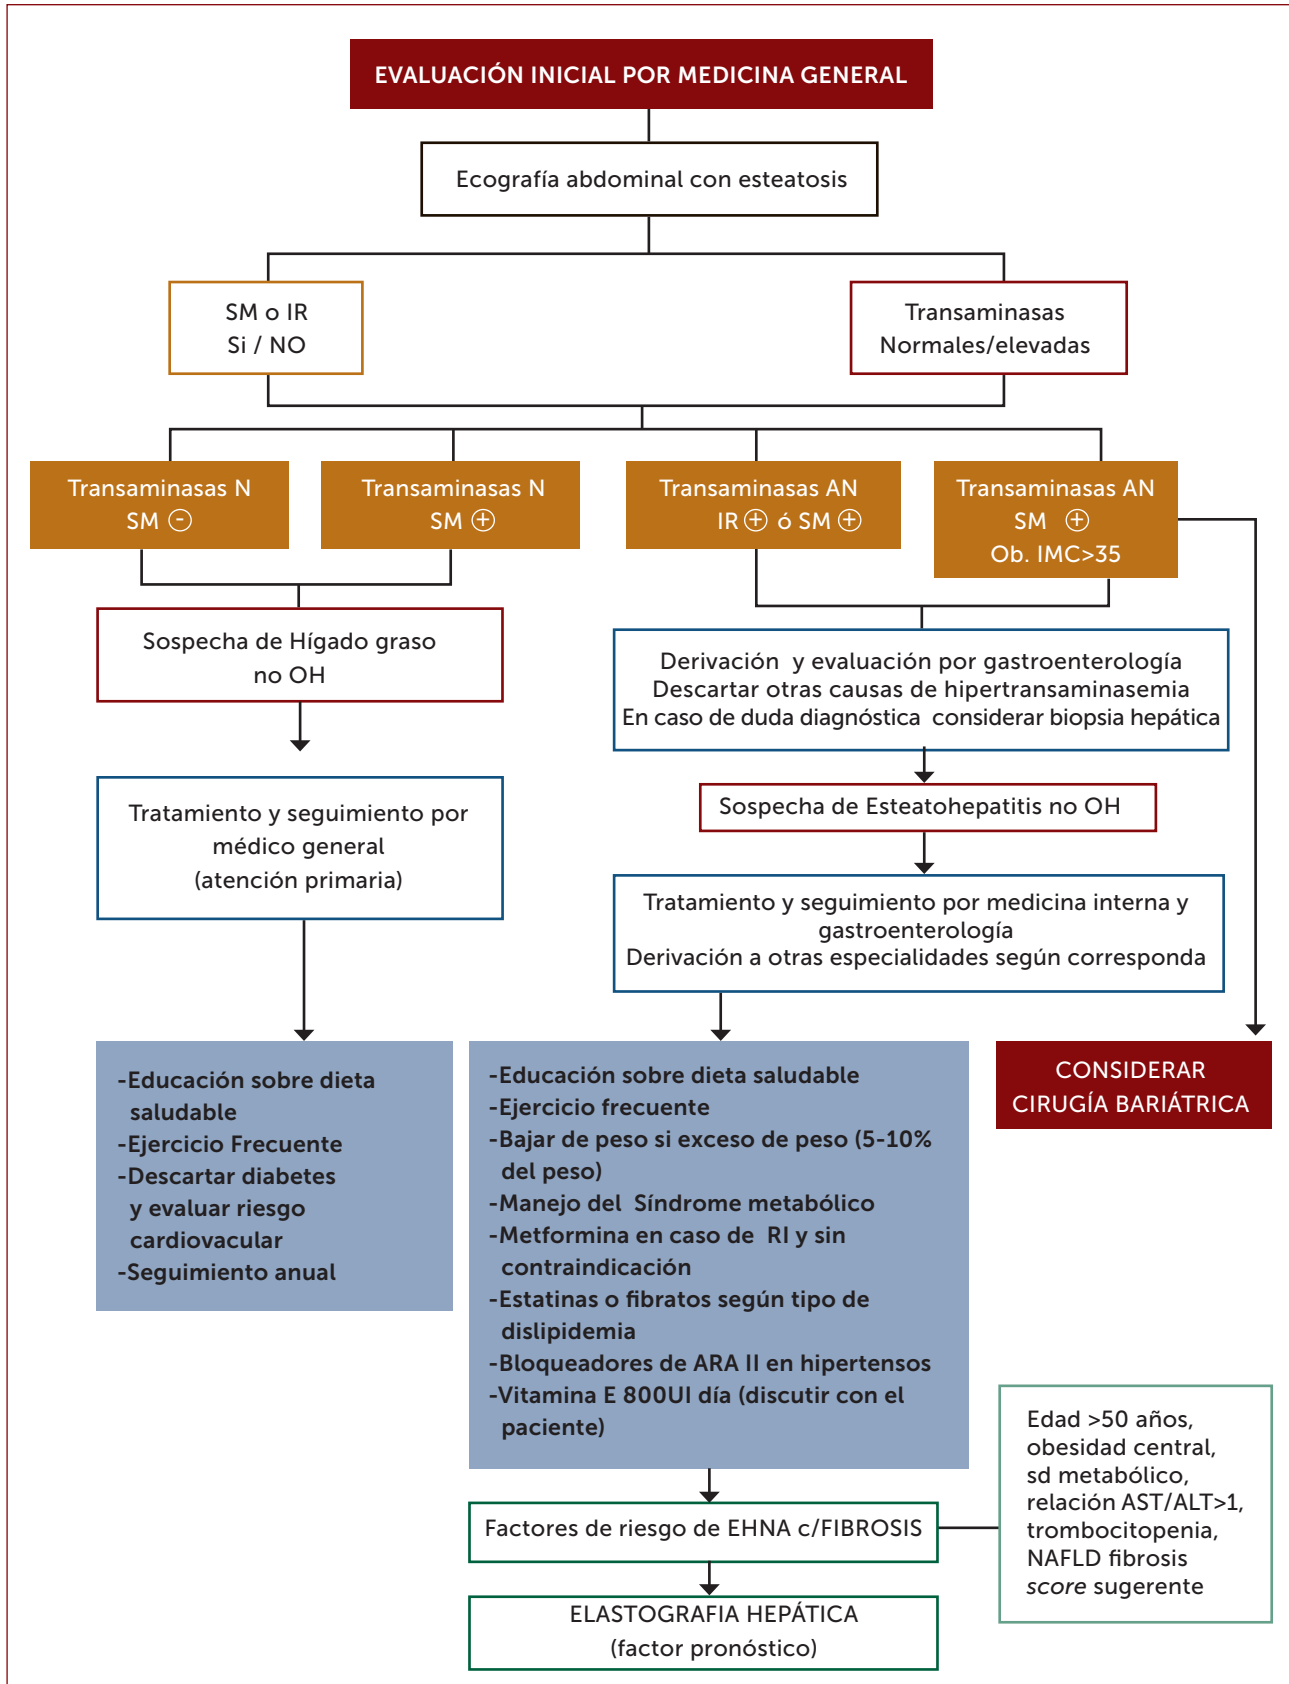 EVALUACIÓN INICIAL POR MEDICINA GENERAL
Ecografía abdominal con esteatosis
SM o IR
Si / NO
Transaminasas
Normales/elevadas
Transaminasas N
SM ⊖
Transaminasas N
SM ⊕
Transaminasas AN
IR ⊕ ó SM ⊕
Transaminasas AN
SM ⊕
Ob. IMC>35
Sospecha de Hígado graso
no OH
Derivación y evaluación por gastroenterología
Descartar otras causas de hipertransaminasemia
En caso de duda diagnóstica considerar biopsia hepática
Tratamiento y seguimiento por
médico general
(atención primaria)
Sospecha de Esteatohepatitis no OH
Tratamiento y seguimiento por medicina interna y
gastroenterología
Derivación a otras especialidades según corresponda
-Educación sobre dieta
saludable
-Ejercicio Frecuente
-Descartar diabetes
y evaluar riesgo
cardiovacular
-Seguimiento anual
-Educación sobre dieta saludable
-Ejercicio frecuente
-Bajar de peso si exceso de peso (5-10%
del peso)
-Manejo del Síndrome metabólico
-Metformina en caso de RI y sin
contraindicación
-Estatinas o fibratos según tipo de
dislipidemia
-Bloqueadores de ARA II en hipertensos
-Vitamina E 800UI día (discutir con el
paciente)
CONSIDERAR
CIRUGÍA BARIÁTRICA
Factores de riesgo de EHNA c/FIBROSIS
Edad >50 años,
obesidad central,
sd metabólico,
relación AST/ALT>1,
trombocitopenia,
NAFLD fibrosis
score sugerente
ELASTOGRAFIA HEPÁTICA
(factor pronóstico)